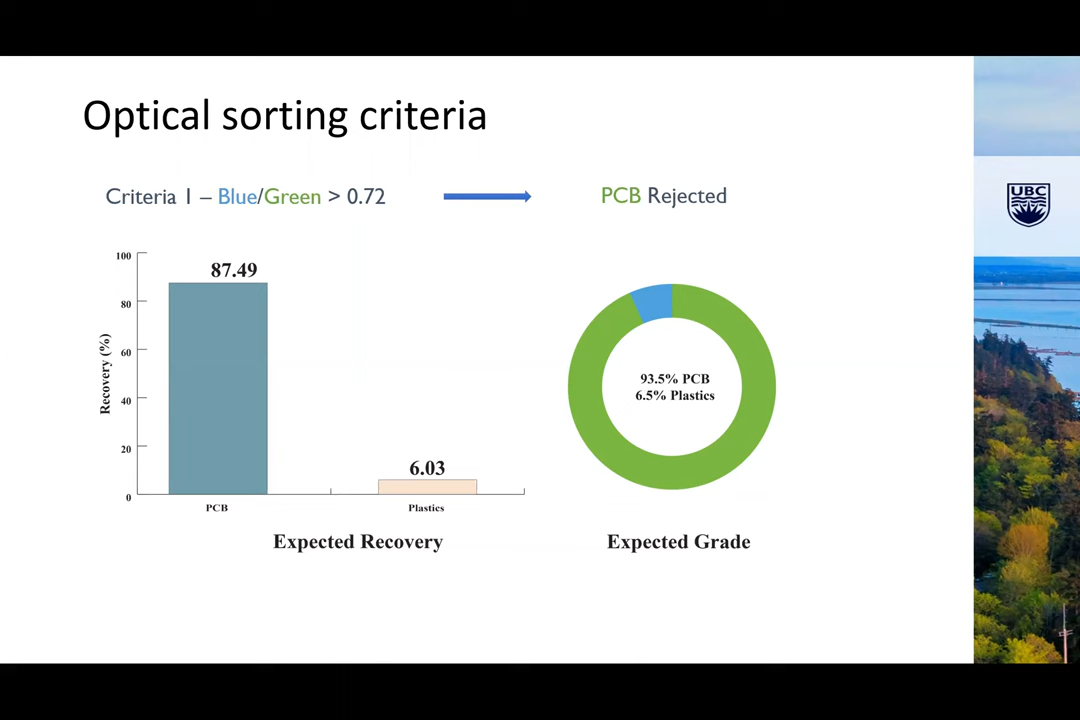 Optical sorting criteria
Criteria 1 – Blue/Green > 0.72
PCB Rejected
UBC
Recovery (%)
100
80
60
40
20
0
87.49
6.03
PCB
Plastics
Expected Recovery
93.5% PCB
6.5% Plastics
Expected Grade